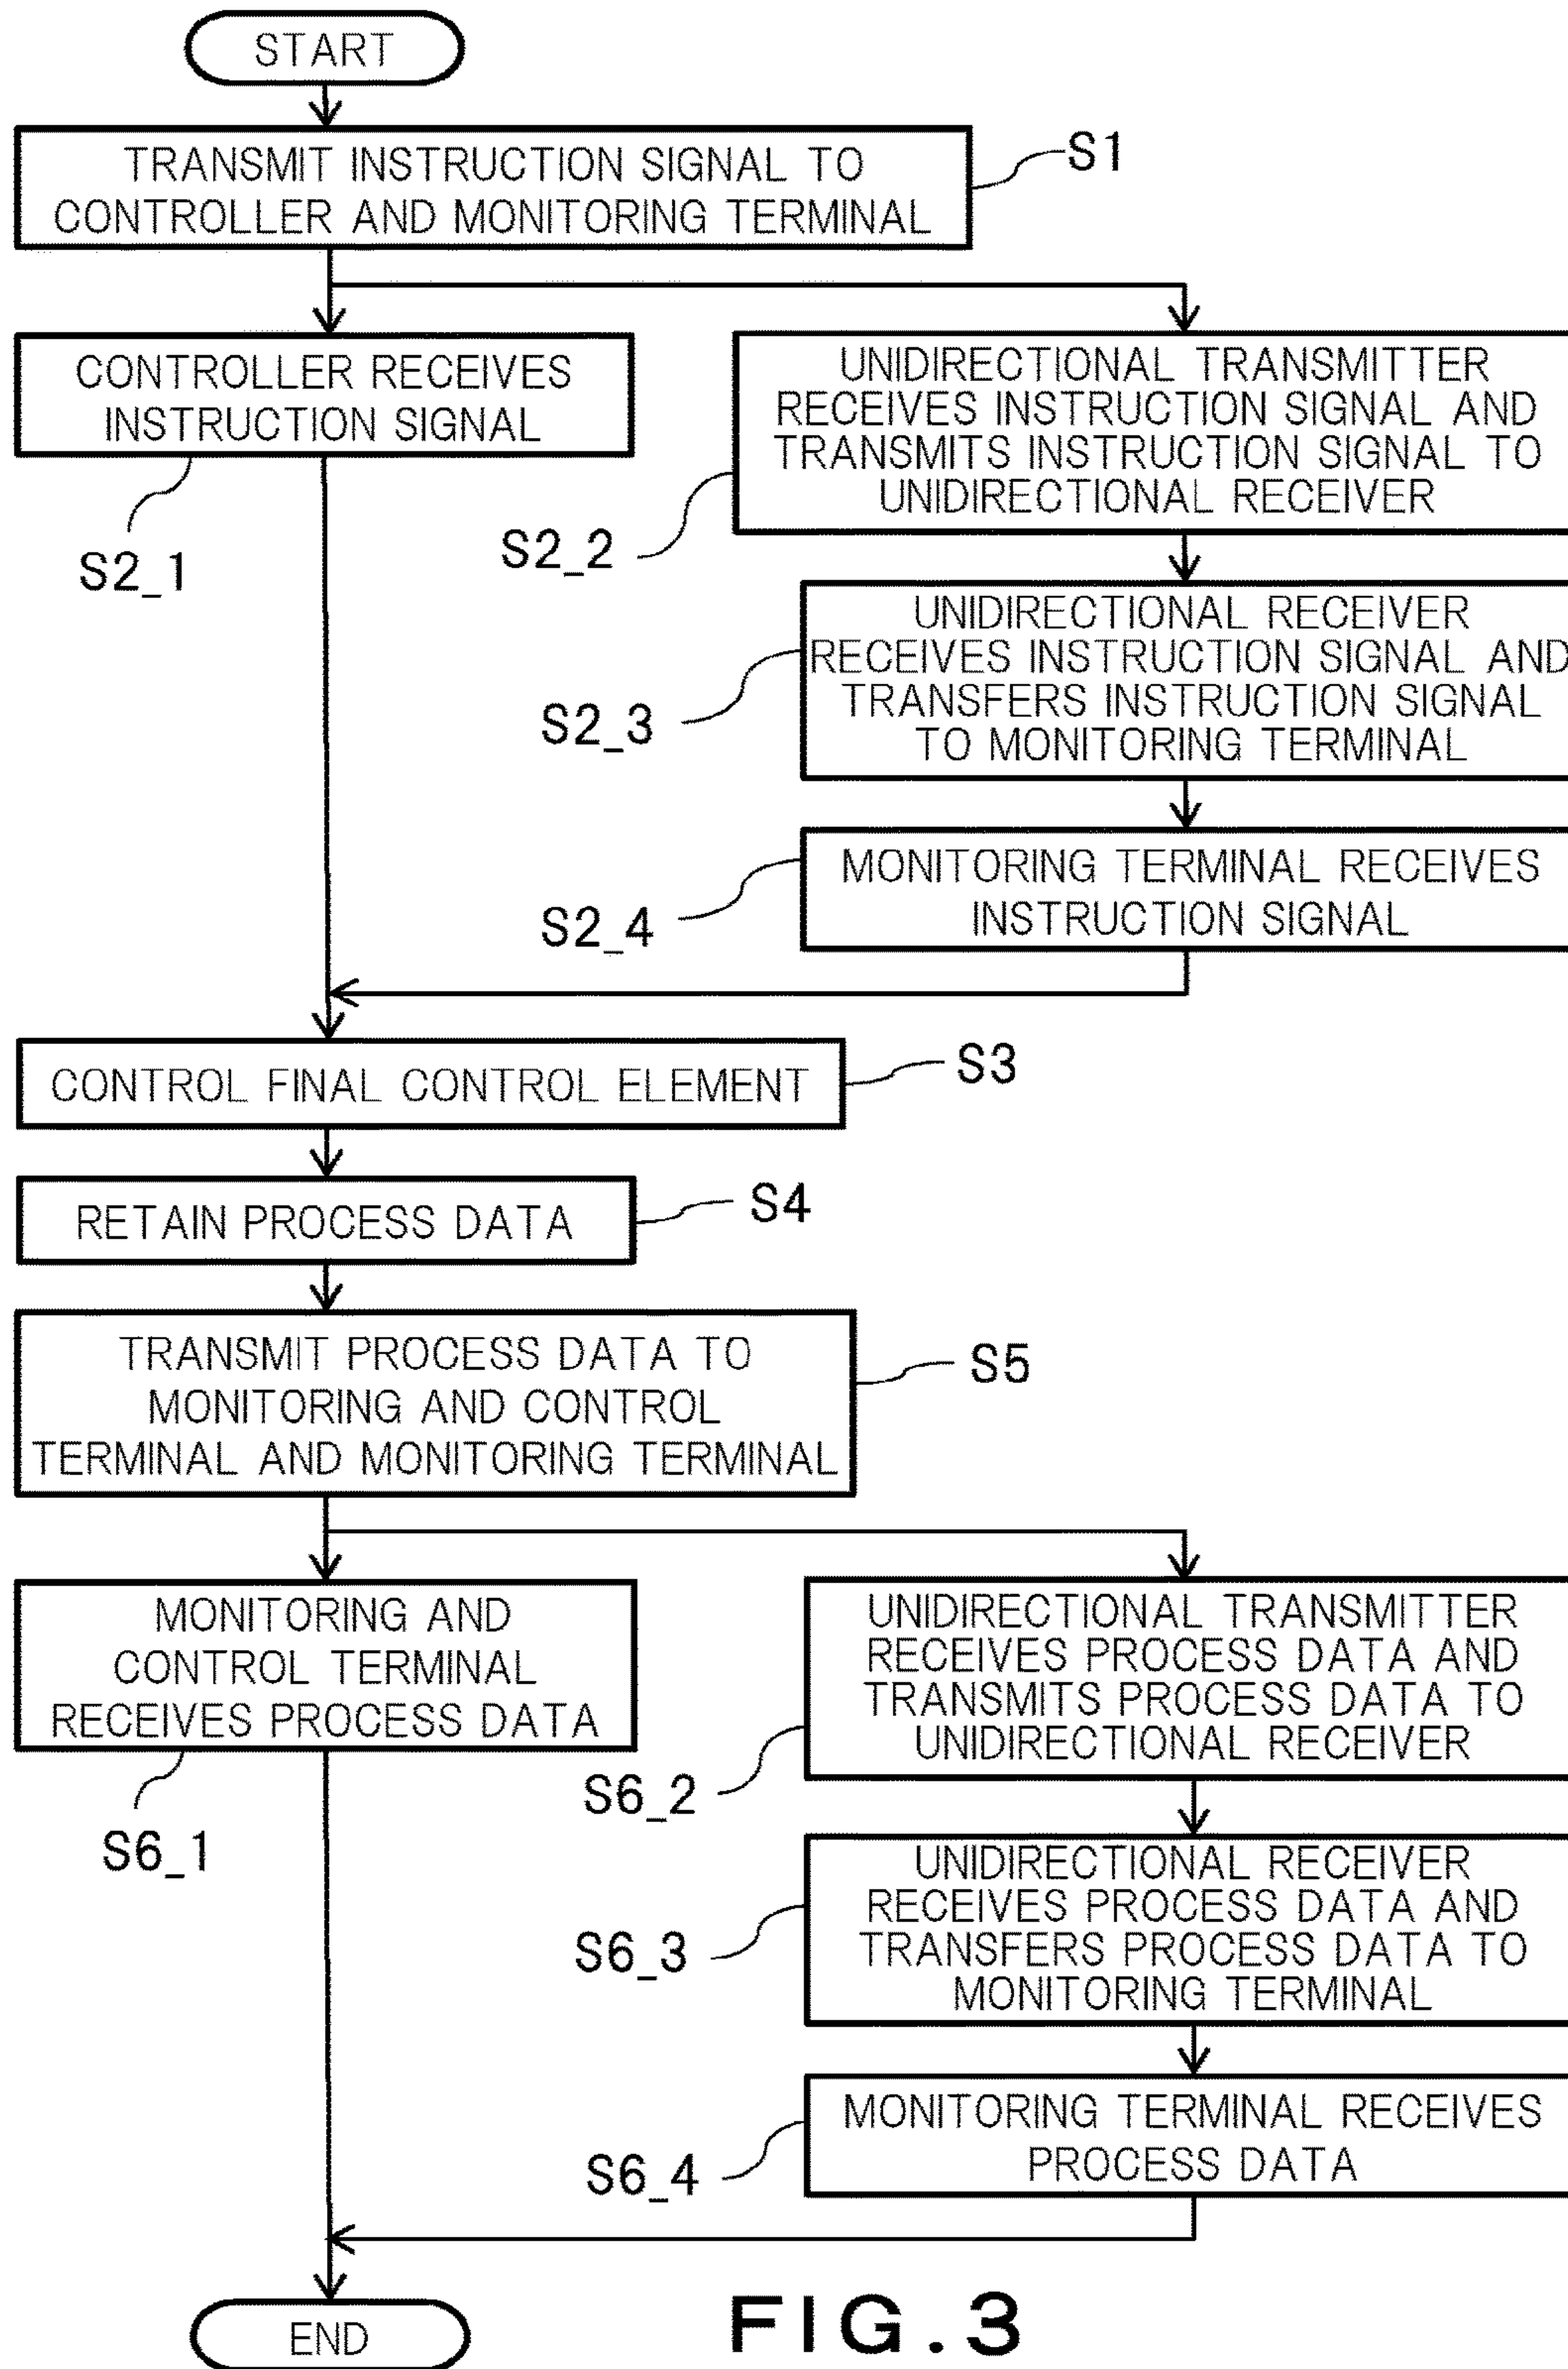 START
TRANSMIT INSTRUCTION SIGNAL TO
CONTROLLER AND MONITORING TERMINAL
S1
CONTROLLER RECEIVES
INSTRUCTION SIGNAL
S2_1
UNIDIRECTIONAL TRANSMITTER
RECEIVES INSTRUCTION SIGNAL AND
TRANSMITS INSTRUCTION SIGNAL TO
UNIDIRECTIONAL RECEIVER
S2_2
UNIDIRECTIONAL RECEIVER
RECEIVES INSTRUCTION SIGNAL AND
TRANSFERS INSTRUCTION SIGNAL
TO MONITORING TERMINAL
S2_3
MONITORING TERMINAL RECEIVES
INSTRUCTION SIGNAL
S2_4
CONTROL FINAL CONTROL ELEMENT
S3
RETAIN PROCESS DATA
S4
TRANSMIT PROCESS DATA TO
MONITORING AND CONTROL
TERMINAL AND MONITORING TERMINAL
S5
MONITORING AND
CONTROL TERMINAL
RECEIVES PROCESS DATA
S6_1
UNIDIRECTIONAL TRANSMITTER
RECEIVES PROCESS DATA AND
TRANSMITS PROCESS DATA TO
UNIDIRECTIONAL RECEIVER
S6_2
UNIDIRECTIONAL RECEIVER
RECEIVES PROCESS DATA AND
TRANSFERS PROCESS DATA TO
MONITORING TERMINAL
S6_3
MONITORING TERMINAL RECEIVES
PROCESS DATA
S6_4
END
FIG.3